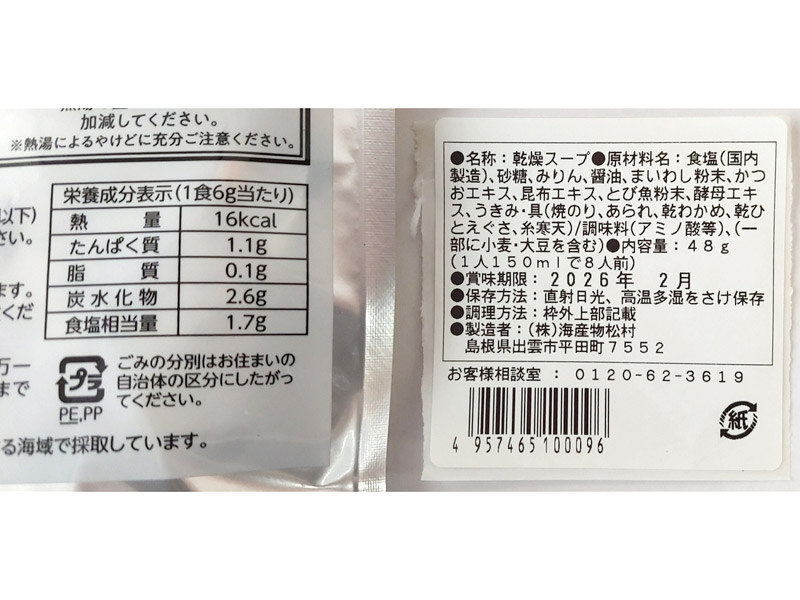 加減してください。
※熱湯によるやけどに充分ご注意ください。
栄養成分表示(1食6g当たり)
熱量 16kcal
たんぱく質 1.1g
脂質 0.1g
炭水化物 2.6g
食塩相当量 1.7g
以下)
さい。
ます。
くだ
万一
まで
プラ
PE,PP
ごみの分別はお住まいの
自治体の区分にしたがっ
てください。
る海域で採取しています。
●名称:乾燥スープ●原材料名:食塩(国内
製造)、砂糖、みりん、醤油、まいわし粉末、かつ
おエキス、昆布エキス、とび魚粉末、酵母エキ
ス、うきみ・具(焼のり、あられ、乾わかめ、乾ひ
とえぐさ、糸寒天)/調味料(アミノ酸等)、(一
部に小麦・大豆を含む)●内容量:48g
(1人150mlで8人前)
●賞味期限:2026年 2月
●保存方法:直射日光、高温多湿をさけ保存
●調理方法:枠外上部記載
●製造者:(株)海産物松村
島根県出雲市平田町7552
お客様相談室:0120-62-3619
4 957465 100096
紙